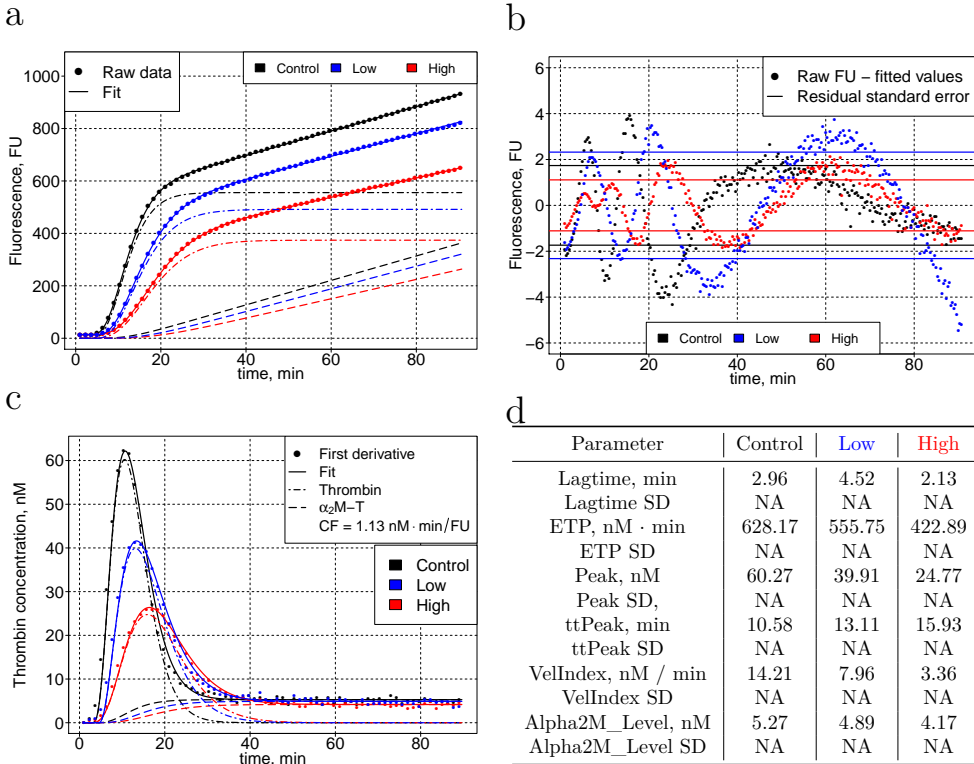 a
Raw data
Fit
Control Low High
Fluorescence, FU
0 200 400 600 800 1000
0 20 40 60 80
time, min
b
Raw FU − fitted values
Residual standard error
Fluorescence, FU
−6 −4 −2 0 2 4 6
Control Low High
0 20 40 60 80
time, min
c
First derivative
Fit
Thrombin
α₂M−T
CF = 1.13 nM · min/FU
Control
Low
High
Thrombin concentration, nM
0 10 20 30 40 50 60
0 20 40 60 80
time, min
d
Parameter Control Low High
Lagtime, min 2.96 4.52 2.13
Lagtime SD NA NA NA
ETP, nM · min 628.17 555.75 422.89
ETP SD NA NA NA
Peak, nM 60.27 39.91 24.77
Peak SD, NA NA NA
ttPeak, min 10.58 13.11 15.93
ttPeak SD NA NA NA
VelIndex, nM / min 14.21 7.96 3.36
VelIndex SD NA NA NA
Alpha2M_Level, nM 5.27 4.89 4.17
Alpha2M_Level SD NA NA NA